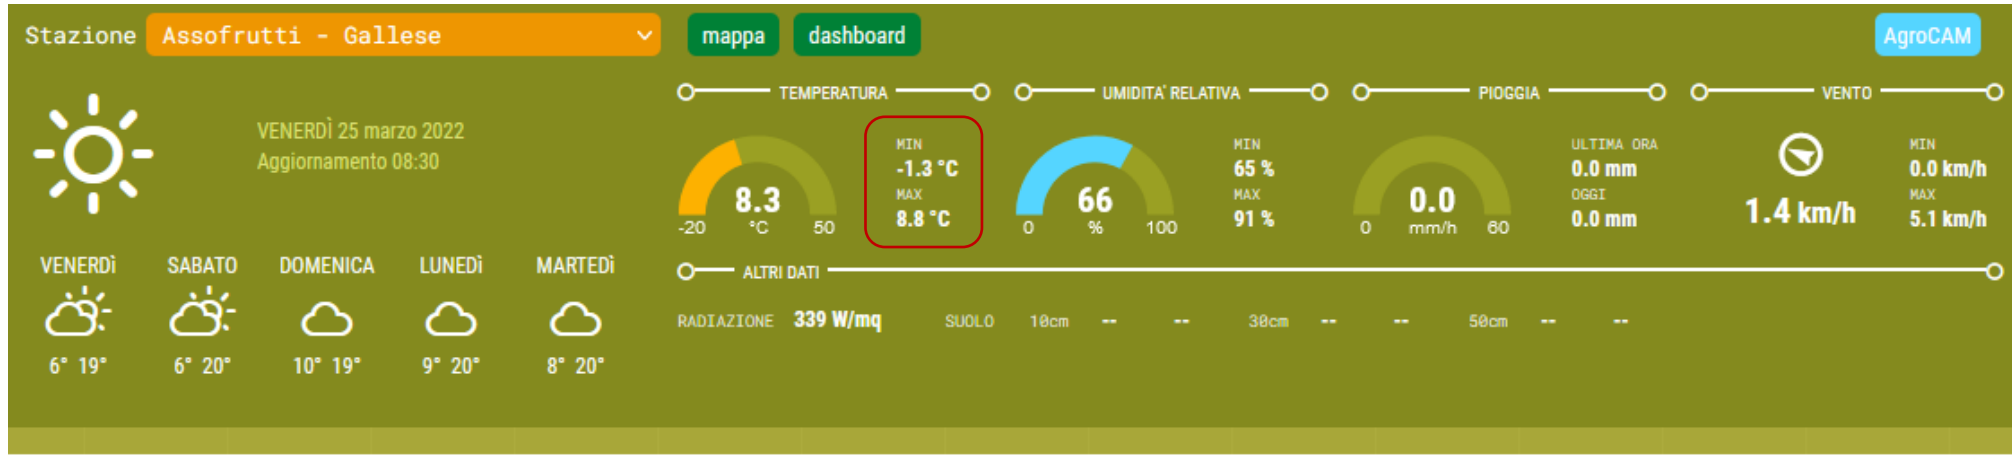 Stazione Assofrutti - Gallese mappa dashboard AgroCAM
VENERDÌ 25 marzo 2022
Aggiornamento 08:30
TEMPERATURA
8.3
°C
-20 50
MIN
-1.3 °C
MAX
8.8 °C
UMIDITA' RELATIVA
66
%
0 100
MIN
65 %
MAX
91 %
PIOGGIA
0.0
mm/h
0 60
ULTIMA ORA
0.0 mm
OGGI
0.0 mm
VENTO
1.4 km/h
MIN
0.0 km/h
MAX
5.1 km/h
VENERDÌ SABATO DOMENICA LUNEDÌ MARTEDÌ
6° 19° 6° 20° 10° 19° 9° 20° 8° 20°
ALTRI DATI
RADIAZIONE 339 W/mq SUOLO 10cm -- -- 30cm -- -- 50cm -- --